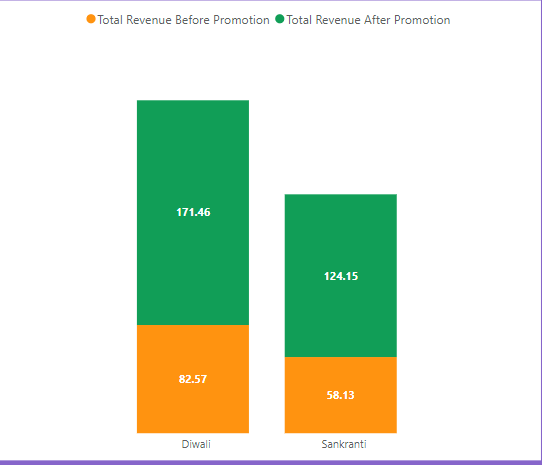 Total Revenue Before Promotion Total Revenue After Promotion
171.46
124.15
82.57
58.13
Diwali Sankranti